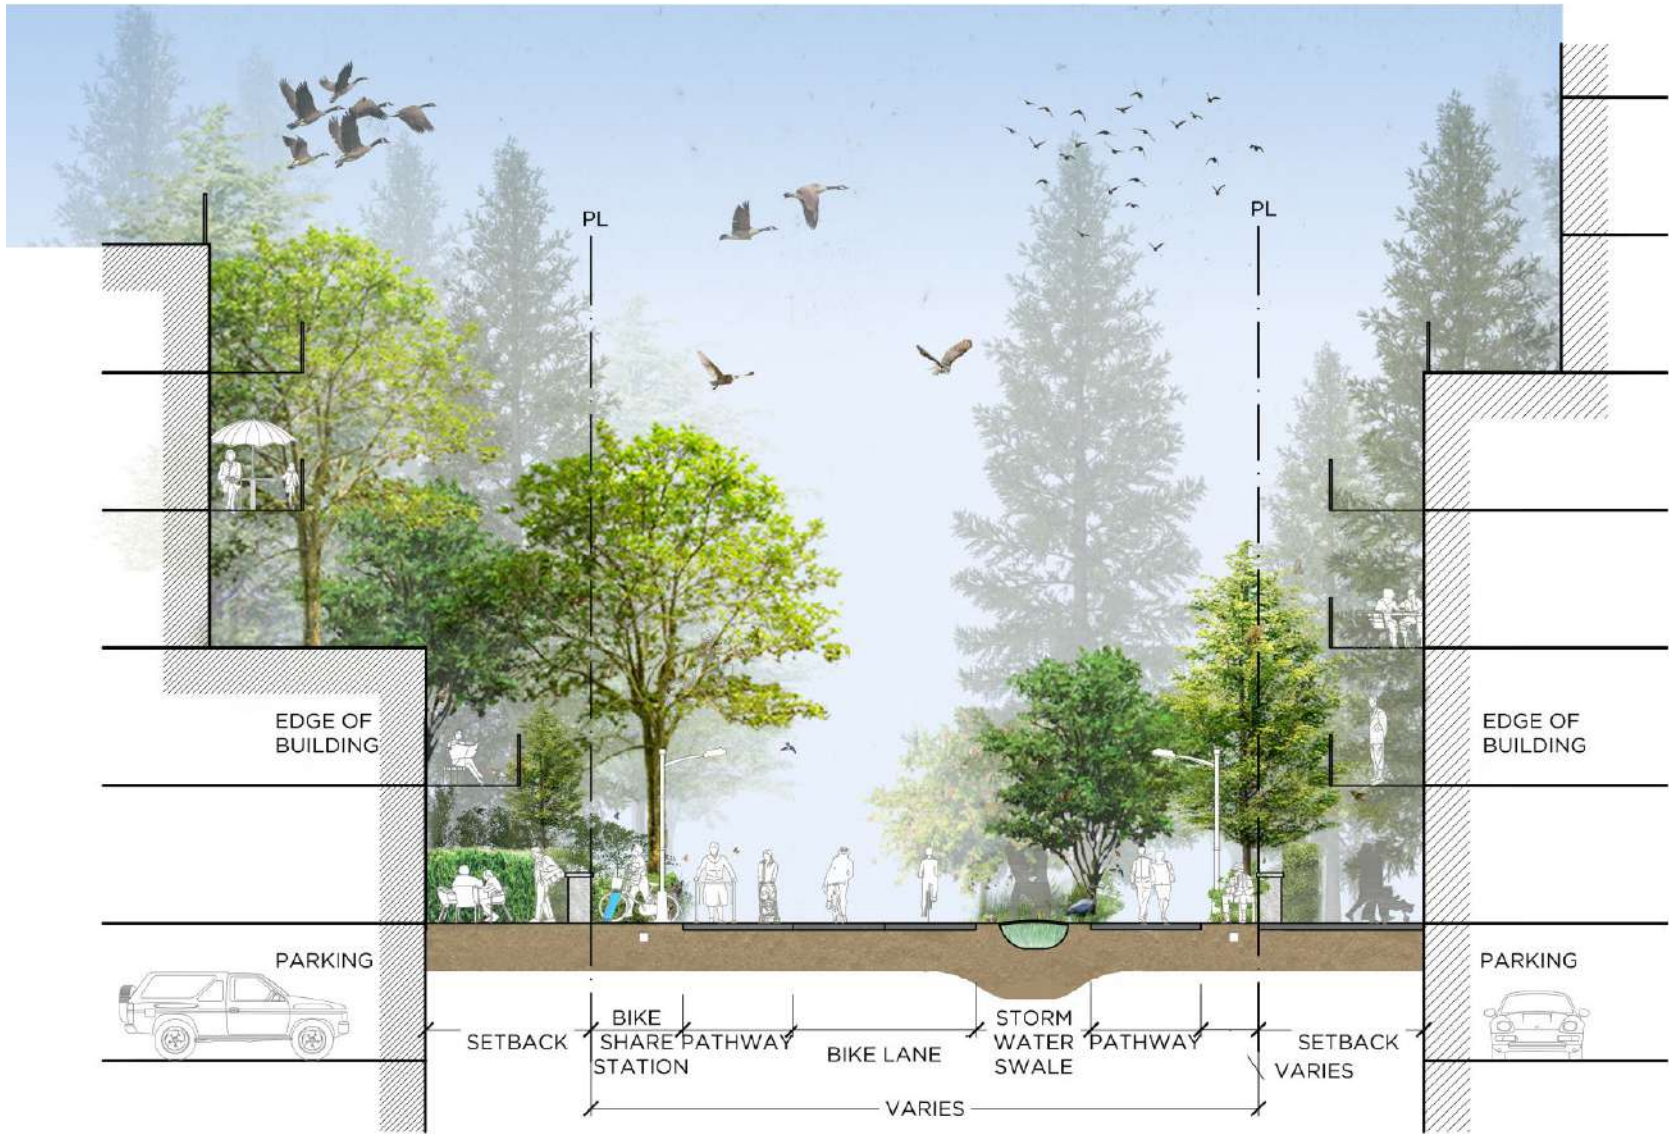 PL
PL
EDGE OF
BUILDING
EDGE OF
BUILDING
PARKING
PARKING
SETBACK
BIKE
SHARE
STATION
PATHWAY
BIKE LANE
STORM
WATER
SWALE
PATHWAY
SETBACK
VARIES
VARIES